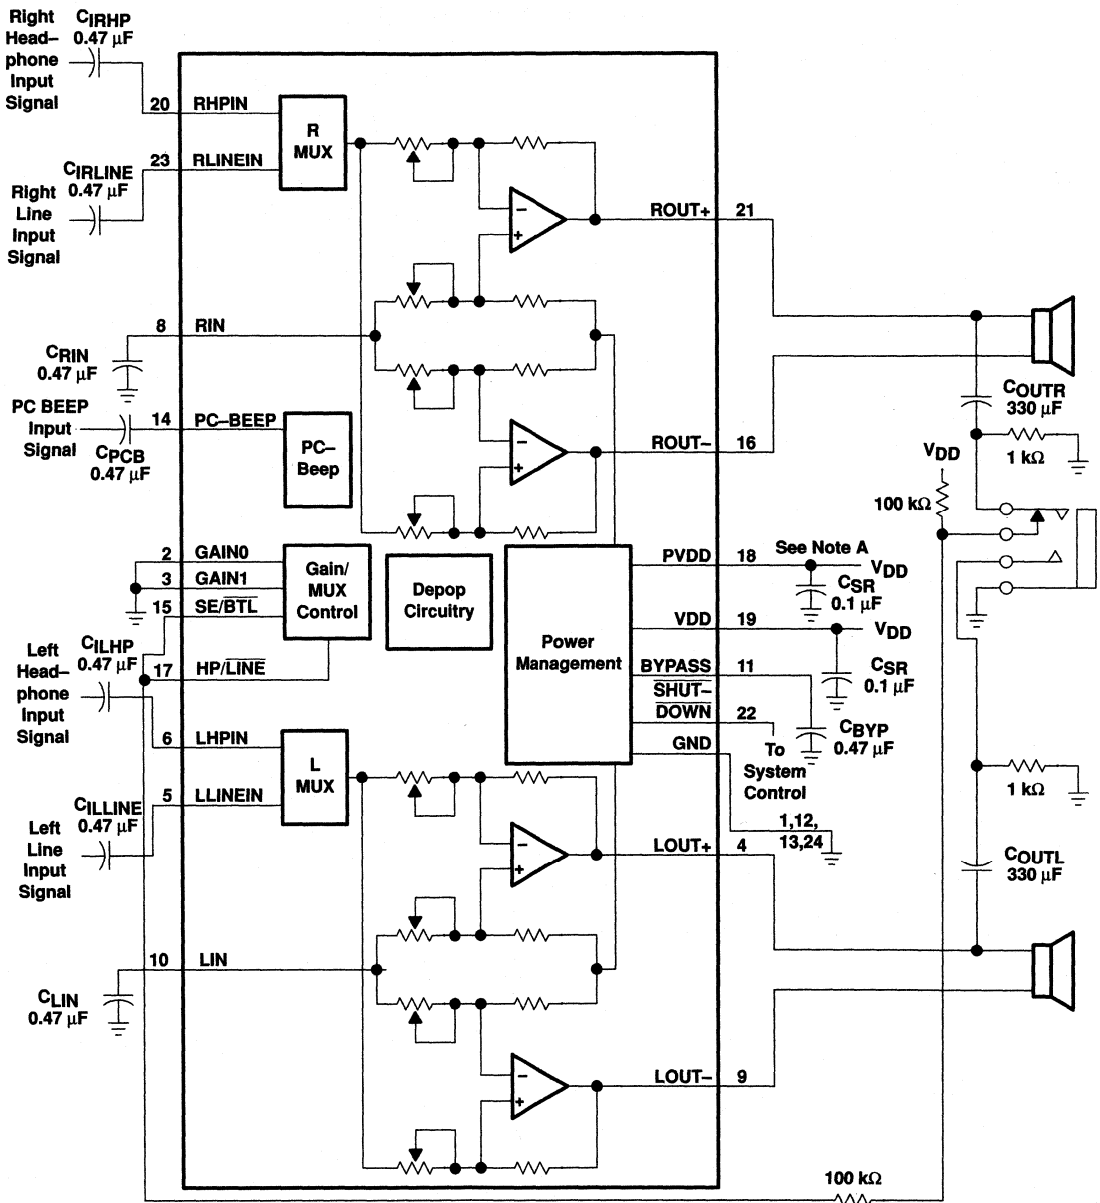 Right
Head–
phone
Input
Signal
CIRHP
0.47 µF
20 RHPIN
R
MUX
23 RLINEIN
CIRLINE
0.47 µF
Right
Line
Input
Signal
ROUT+ 21
8 RIN
CRIN
0.47 µF
COUTR
330 µF
1 kΩ
PC BEEP
Input
Signal
14 PC–BEEP
CPCB
0.47 µF
PC–
Beep
ROUT– 16
VDD
100 kΩ
2 GAIN0
3 GAIN1
15 SE/BTL
Gain/
MUX
Control
Depop
Circuitry
Power
Management
PVDD 18
See Note A
VDD
CSR
0.1 µF
VDD 19
VDD
CSR
0.1 µF
BYPASS 11
SHUT–
DOWN 22
CBYP
0.47 µF
GND
To
System
Control
1,12,
13,24
CILHP
0.47 µF
17 HP/LINE
Left
Head–
phone
Input
Signal
6 LHPIN
L
MUX
5 LLINEIN
CILLINE
0.47 µF
Left
Line
Input
Signal
1 kΩ
LOUT+ 4
COUTL
330 µF
10 LIN
CLIN
0.47 µF
LOUT– 9
100 kΩ
− +
− +
− +
− +